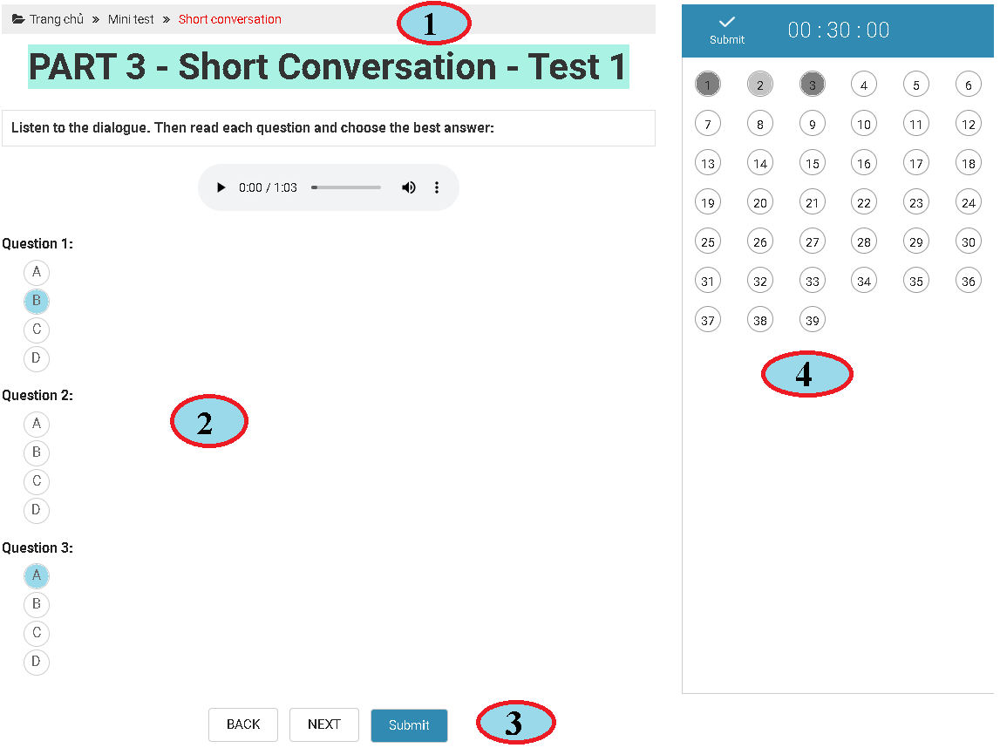 Trang chủ » Mini test » Short conversation
1
PART 3 - Short Conversation - Test 1
Listen to the dialogue. Then read each question and choose the best answer:
0:00 / 1:03
Question 1:
A
B
C
D
Question 2:
A
B
C
D
2
Question 3:
A
B
C
D
BACK NEXT Submit
3
Submit 00 : 30 : 00
1 2 3 4 5 6
7 8 9 10 11 12
13 14 15 16 17 18
19 20 21 22 23 24
25 26 27 28 29 30
31 32 33 34 35 36
37 38 39
4